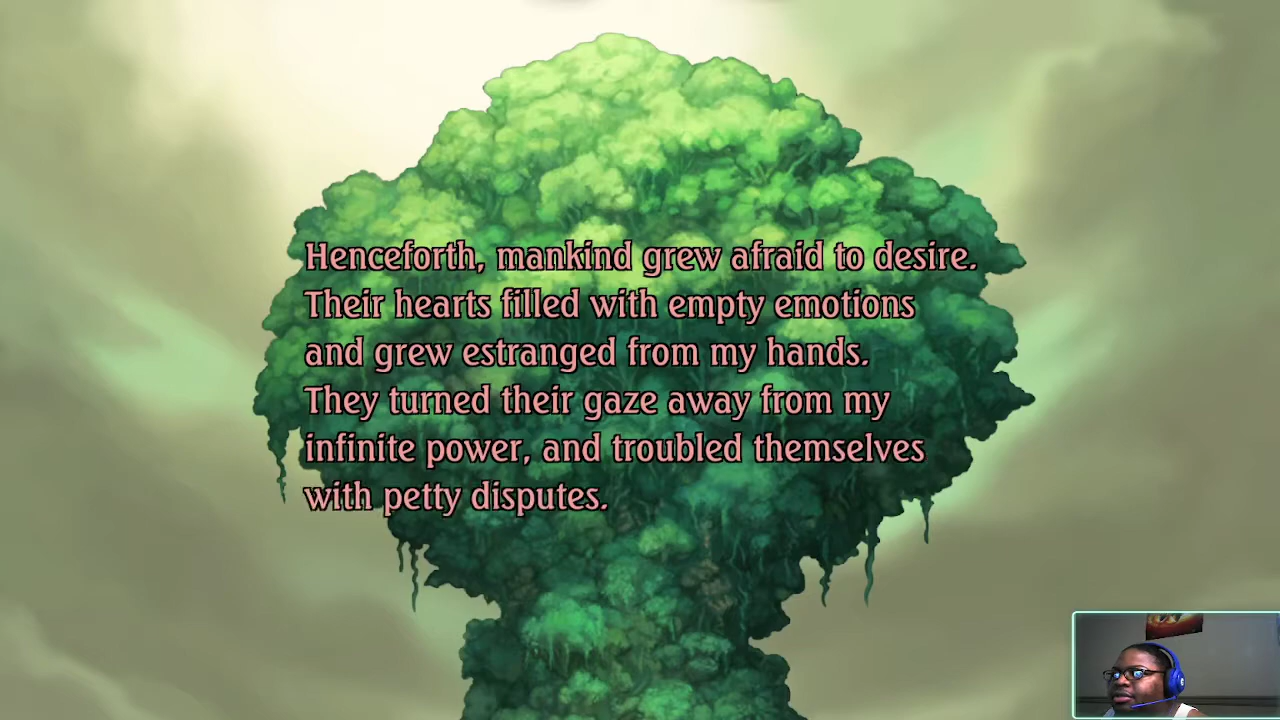 Henceforth, mankind grew afraid to desire.
Their hearts filled with empty emotions
and grew estranged from my hands.
They turned their gaze away from my
infinite power, and troubled themselves
with petty disputes.